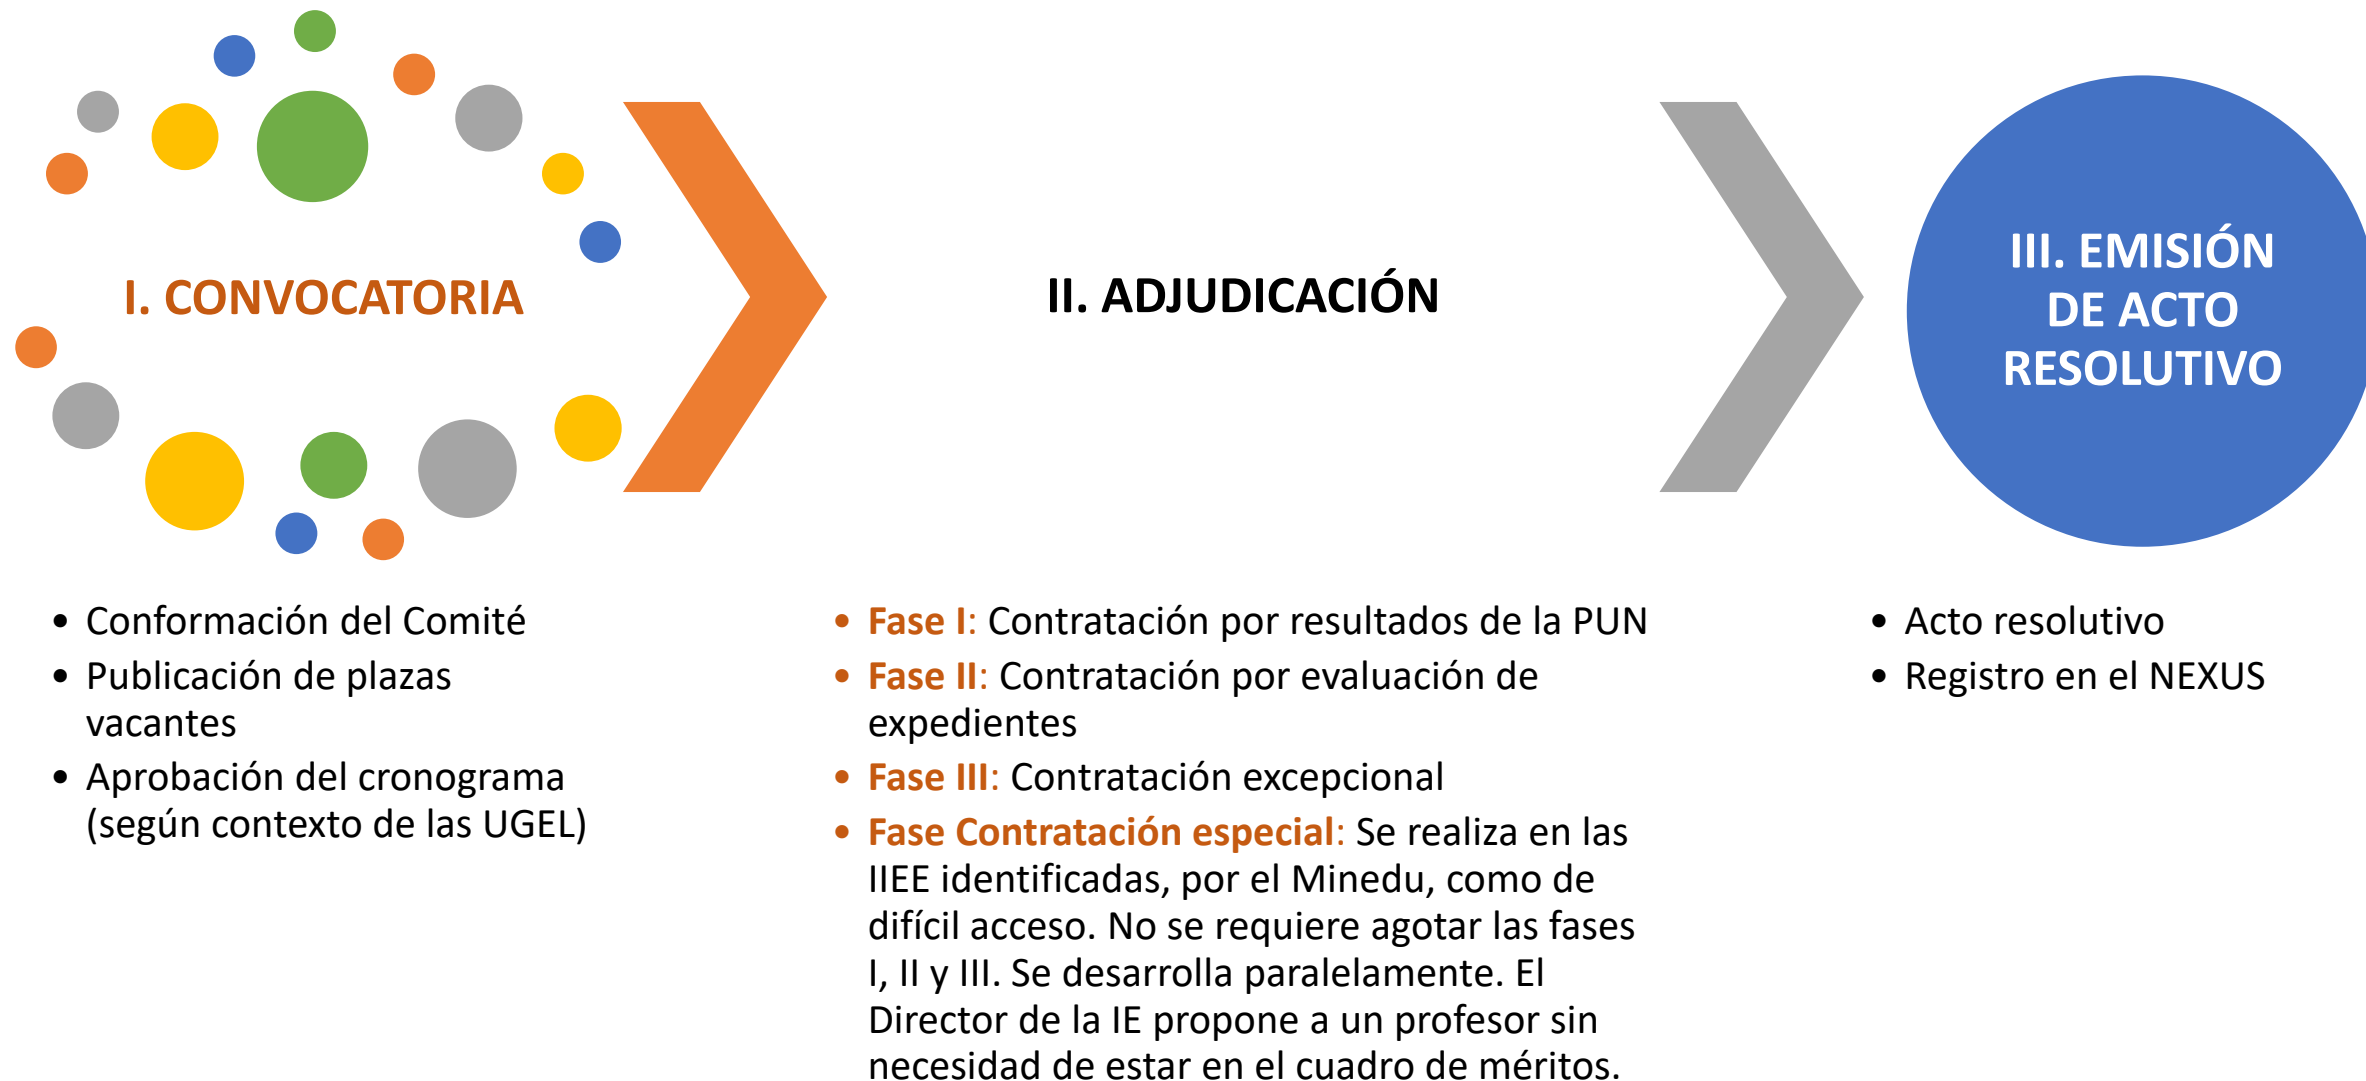 I. CONVOCATORIA
• Conformación del Comité
• Publicación de plazas
vacantes
• Aprobación del cronograma
(según contexto de las UGEL)
II. ADJUDICACIÓN
• Fase I: Contratación por resultados de la PUN
• Fase II: Contratación por evaluación de
expedientes
• Fase III: Contratación excepcional
• Fase Contratación especial: Se realiza en las
IIEE identificadas, por el Minedu, como de
difícil acceso. No se requiere agotar las fases
I, II y III. Se desarrolla paralelamente. El
Director de la IE propone a un profesor sin
necesidad de estar en el cuadro de méritos.
III. EMISIÓN
DE ACTO
RESOLUTIVO
• Acto resolutivo
• Registro en el NEXUS